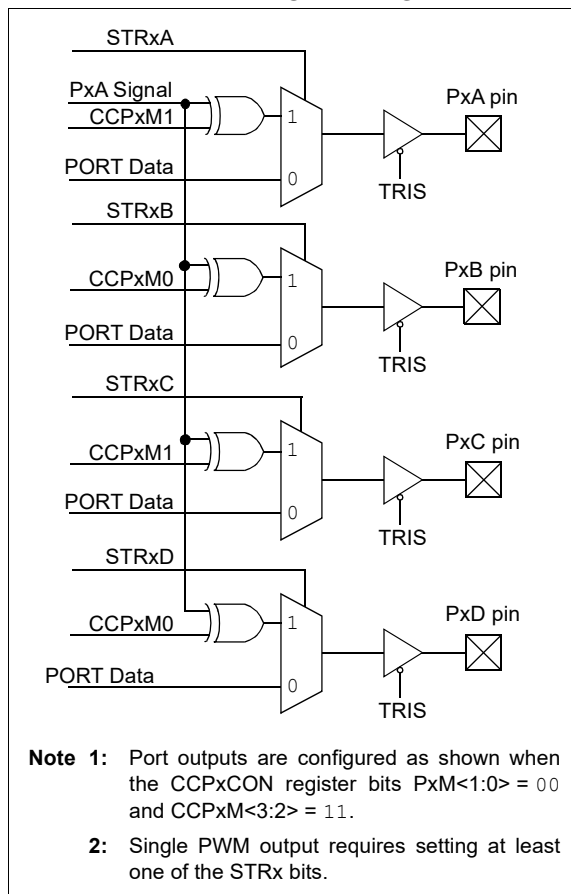 STRxA
PxA Signal
CCPxM1
1
PORT Data
0
PxA pin
TRIS
STRxB
CCPxM0
1
PORT Data
0
PxB pin
TRIS
STRxC
CCPxM1
1
PORT Data
0
PxC pin
TRIS
STRxD
CCPxM0
1
PORT Data
0
PxD pin
TRIS
Note 1: Port outputs are configured as shown when
the CCPxCON register bits PxM<1:0> = 00
and CCPxM<3:2> = 11.
2: Single PWM output requires setting at least
one of the STRx bits.